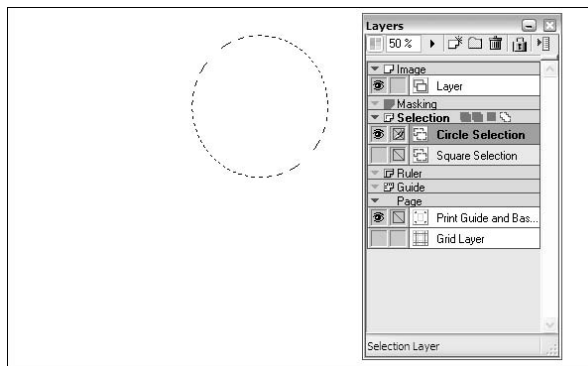 Layers
50 %
Image
Layer
Masking
Selection
Circle Selection
Square Selection
Ruler
Guide
Page
Print Guide and Bas...
Grid Layer
Selection Layer